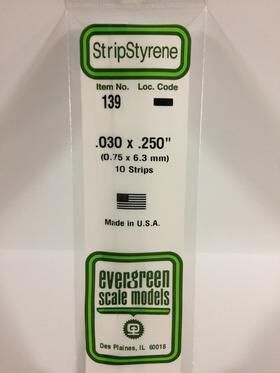 StripStyrene
Item No. Loc. Code
139
.030 x .250"
(0.75 x 6.3 mm)
10 Strips
Made in U.S.A.
evergreen
scale models
Des Plaines, IL 60018